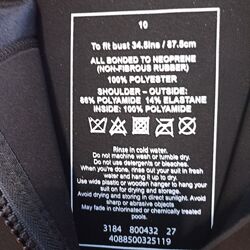 10
To fit bust 34.5ins / 87.5cm
ALL BONDED TO NEOPRENE
(NON-FIBROUS RUBBER)
100% POLYESTER
SHOULDER - OUTSIDE:
86% POLYAMIDE 14% ELASTANE
INSIDE: 100% POLYAMIDE
Rinse in cold water.
Do not machine wash or tumble dry.
Do not use detergents or bleaches.
When you're done, rinse out your suit in fresh
water and hang it up to dry.
Use wide plastic or wooden hanger to hang your
suit on for drying and storage.
Avoid drying and storing in direct sunlight. Avoid
sharp or abrasive objects.
May fade if chlorinated or chemically treated
pools.
3184 800432 27
4088500325119